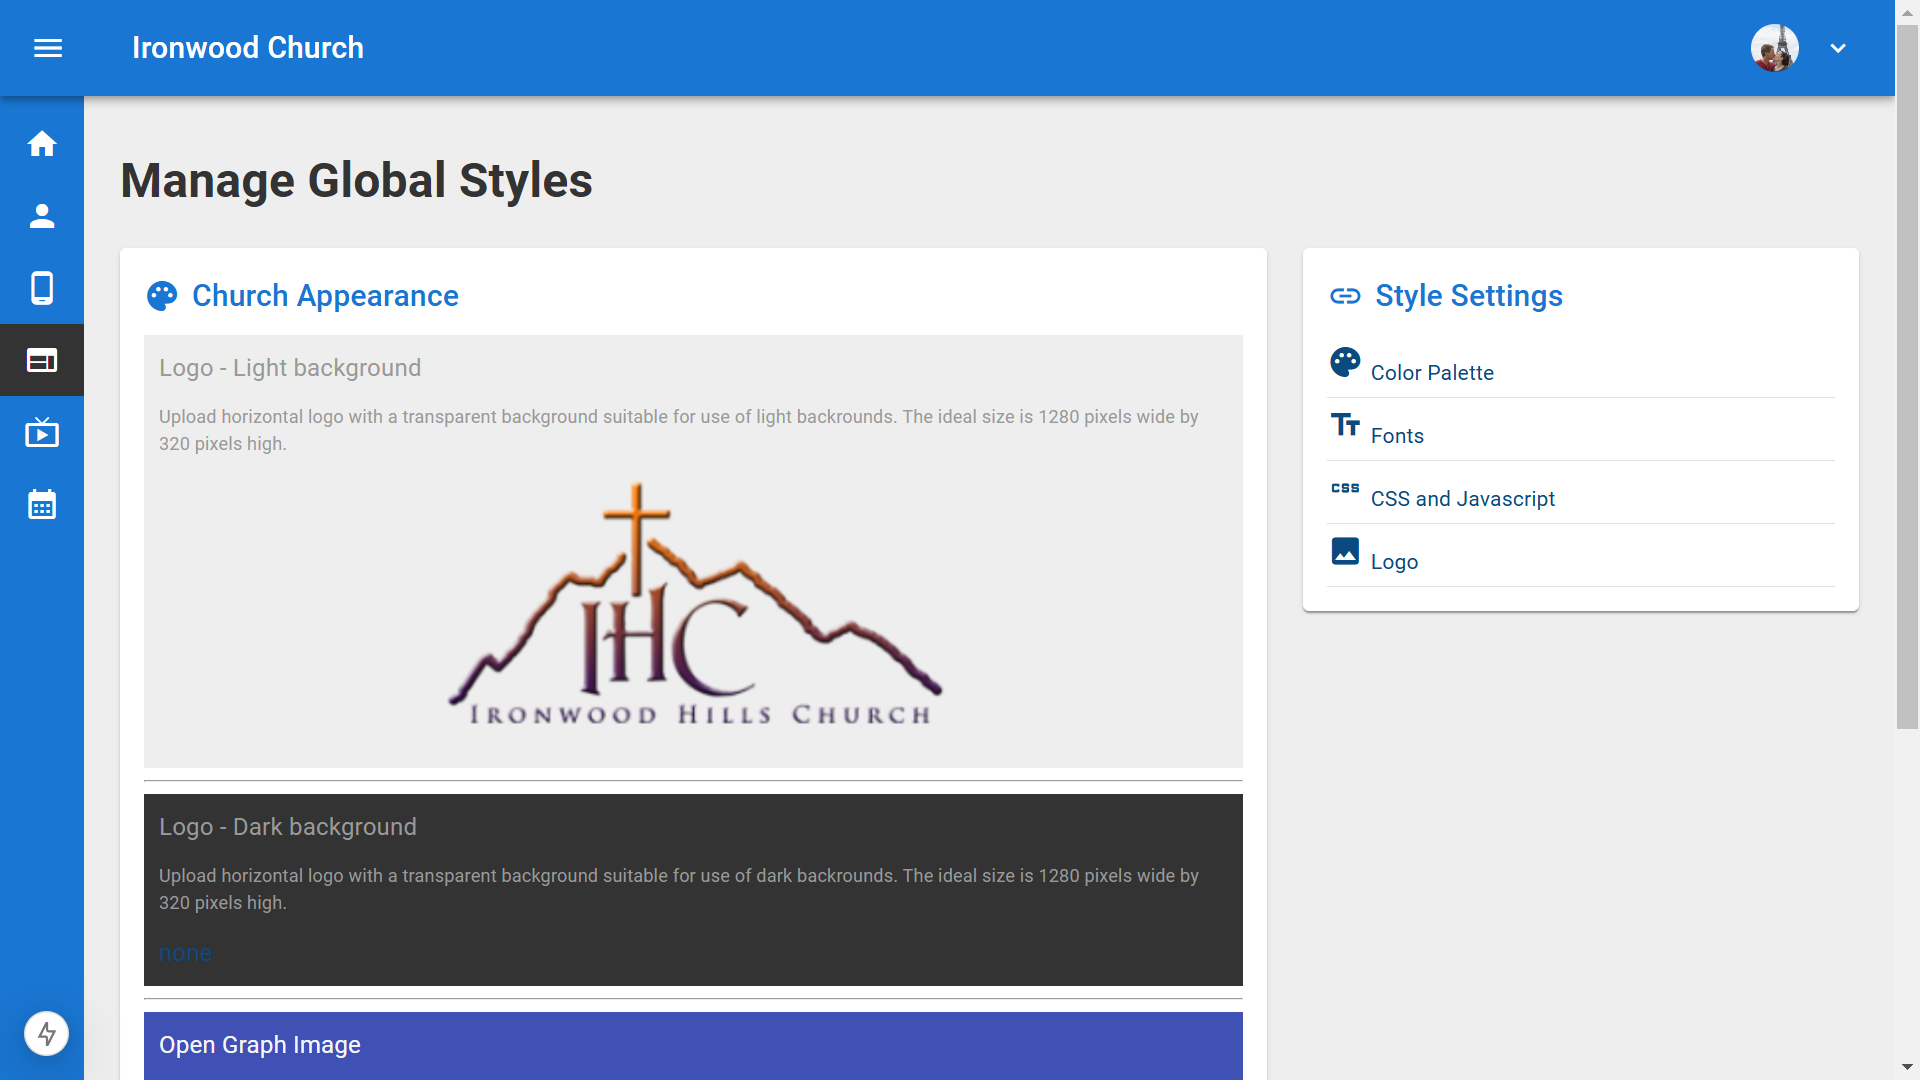 Ironwood Church
Manage Global Styles
Church Appearance
Logo - Light background
Upload horizontal logo with a transparent background suitable for use of light backrounds. The ideal size is 1280 pixels wide by
320 pixels high.
IHC
IRONWOOD HILLS CHURCH
Logo - Dark background
Upload horizontal logo with a transparent background suitable for use of dark backrounds. The ideal size is 1280 pixels wide by
320 pixels high.
none
Open Graph Image
Style Settings
Color Palette
Fonts
CSS CSS and Javascript
Logo